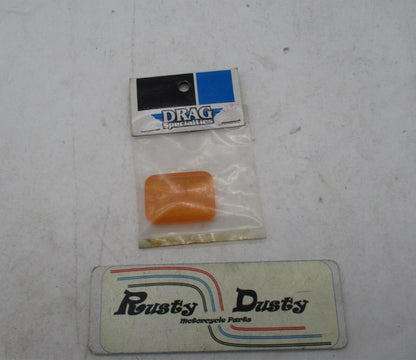 DRAG
Specialties
Rusty Dusty
Motorcycle Parts